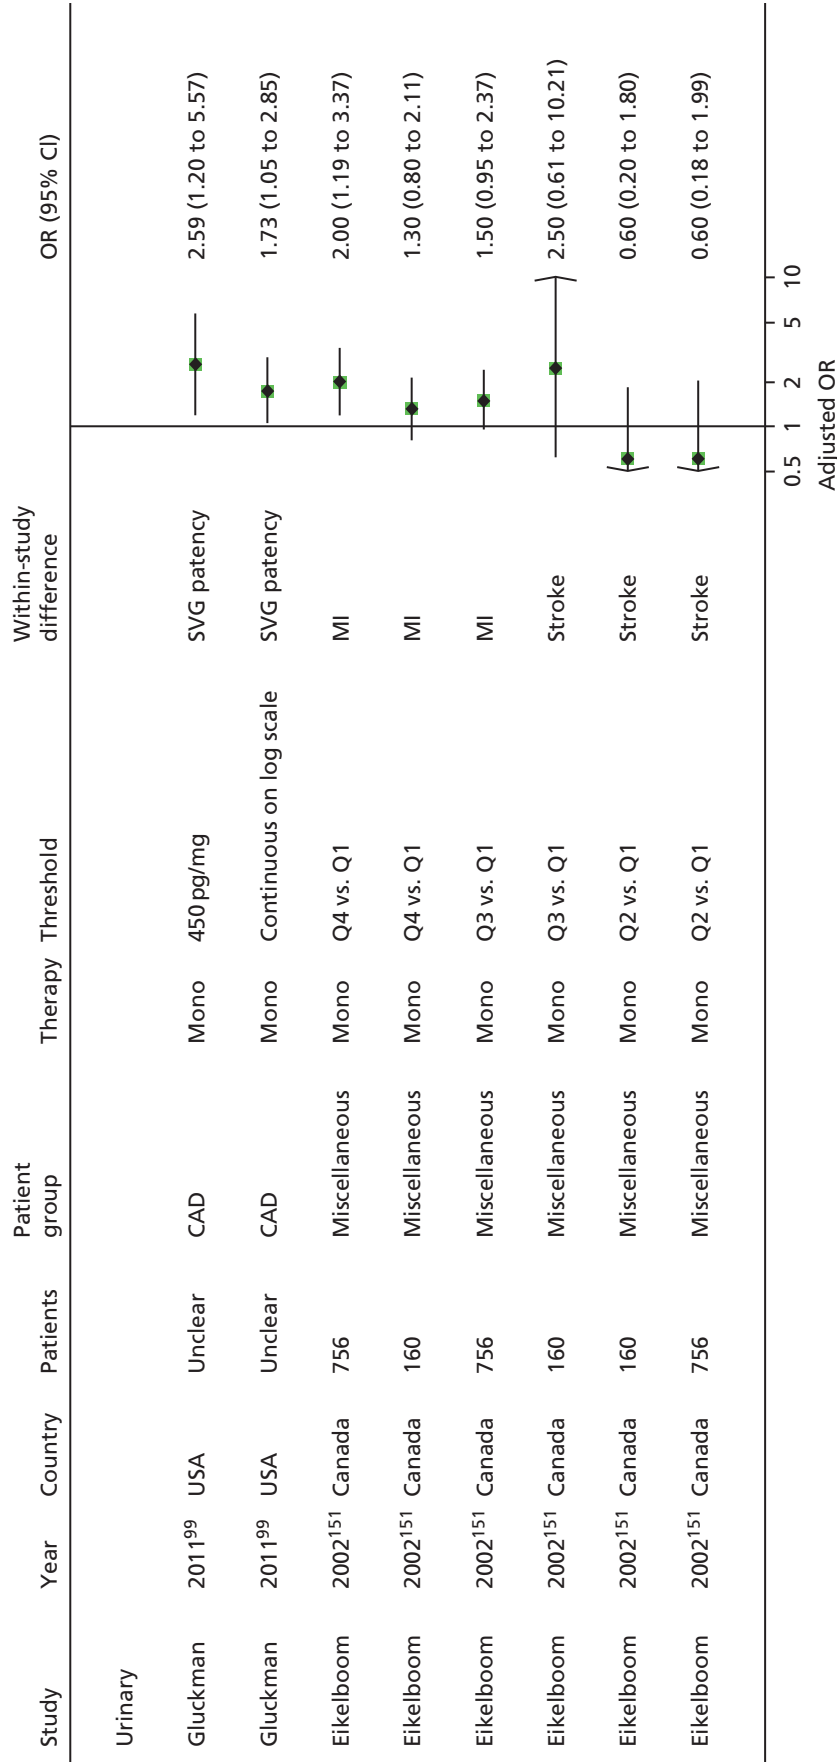 Study Year Country Patients Patient group Therapy Threshold Within-study difference OR (95% CI)
Urinary
Gluckman 2011⁹⁹ USA Unclear CAD Mono 450 pg/mg SVG patency 2.59 (1.20 to 5.57)
Gluckman 2011⁹⁹ USA Unclear CAD Mono Continuous on log scale SVG patency 1.73 (1.05 to 2.85)
Eikelboom 2002¹⁵¹ Canada 756 Miscellaneous Mono Q4 vs. Q1 MI 2.00 (1.19 to 3.37)
Eikelboom 2002¹⁵¹ Canada 160 Miscellaneous Mono Q4 vs. Q1 MI 1.30 (0.80 to 2.11)
Eikelboom 2002¹⁵¹ Canada 756 Miscellaneous Mono Q3 vs. Q1 MI 1.50 (0.95 to 2.37)
Eikelboom 2002¹⁵¹ Canada 160 Miscellaneous Mono Q3 vs. Q1 Stroke 2.50 (0.61 to 10.21)
Eikelboom 2002¹⁵¹ Canada 160 Miscellaneous Mono Q2 vs. Q1 Stroke 0.60 (0.20 to 1.80)
Eikelboom 2002¹⁵¹ Canada 756 Miscellaneous Mono Q2 vs. Q1 Stroke 0.60 (0.18 to 1.99)
0.5 1 2 5 10
Adjusted OR